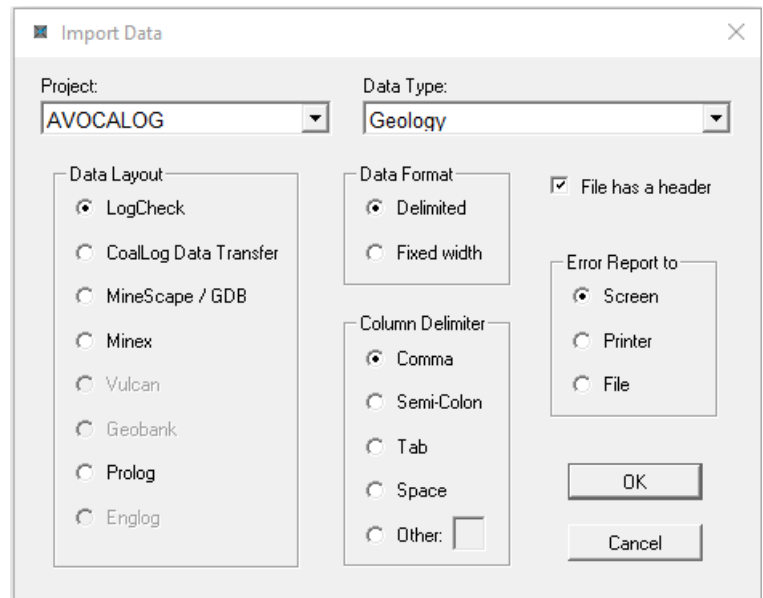 Import Data
Project:
AVOCALOG
Data Type:
Geology
Data Layout
LogCheck
CoalLog Data Transfer
MineScape / GDB
Minex
Vulcan
Geobank
Prolog
Englog
Data Format
Delimited
Fixed width
Column Delimiter
Comma
Semi-Colon
Tab
Space
Other:
File has a header
Error Report to
Screen
Printer
File
OK
Cancel